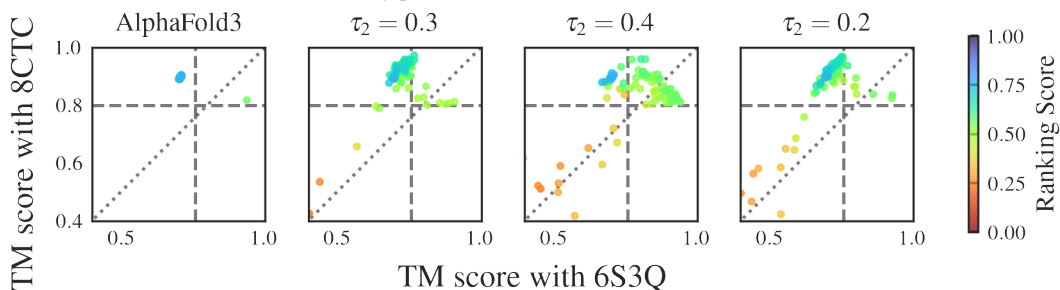 AlphaFold3
τ₂ = 0.3
τ₂ = 0.4
τ₂ = 0.2
TM score with 8CTC
1.0
0.8
0.6
0.4
0.5 1.0
0.5 1.0
0.5 1.0
0.5 1.0
TM score with 6S3Q
1.00
0.75
0.50
0.25
0.00
Ranking Score